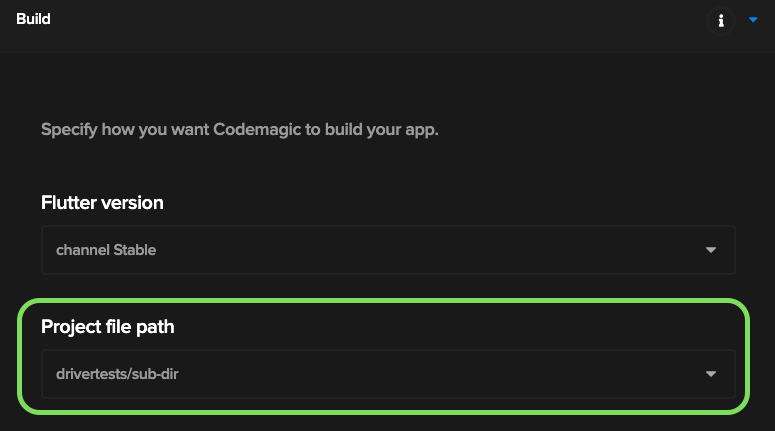 Build
Specify how you want Codemagic to build your app.
Flutter version
channel Stable
Project file path
drivertests/sub-dir